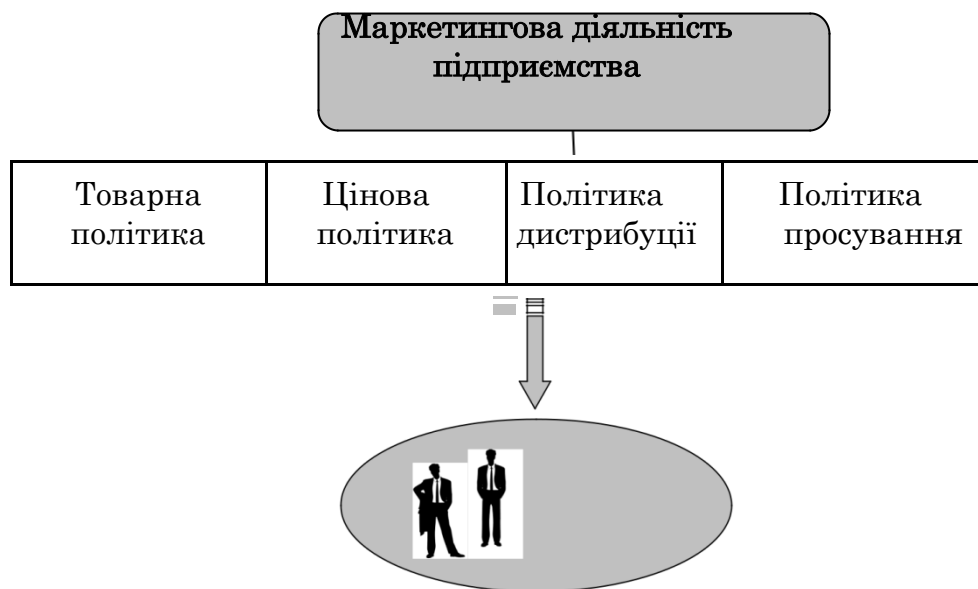 Маркетингова діяльність
підприємства
Товарна
політика
Цінова
політика
Політика
дистрибуції
Політика
просування